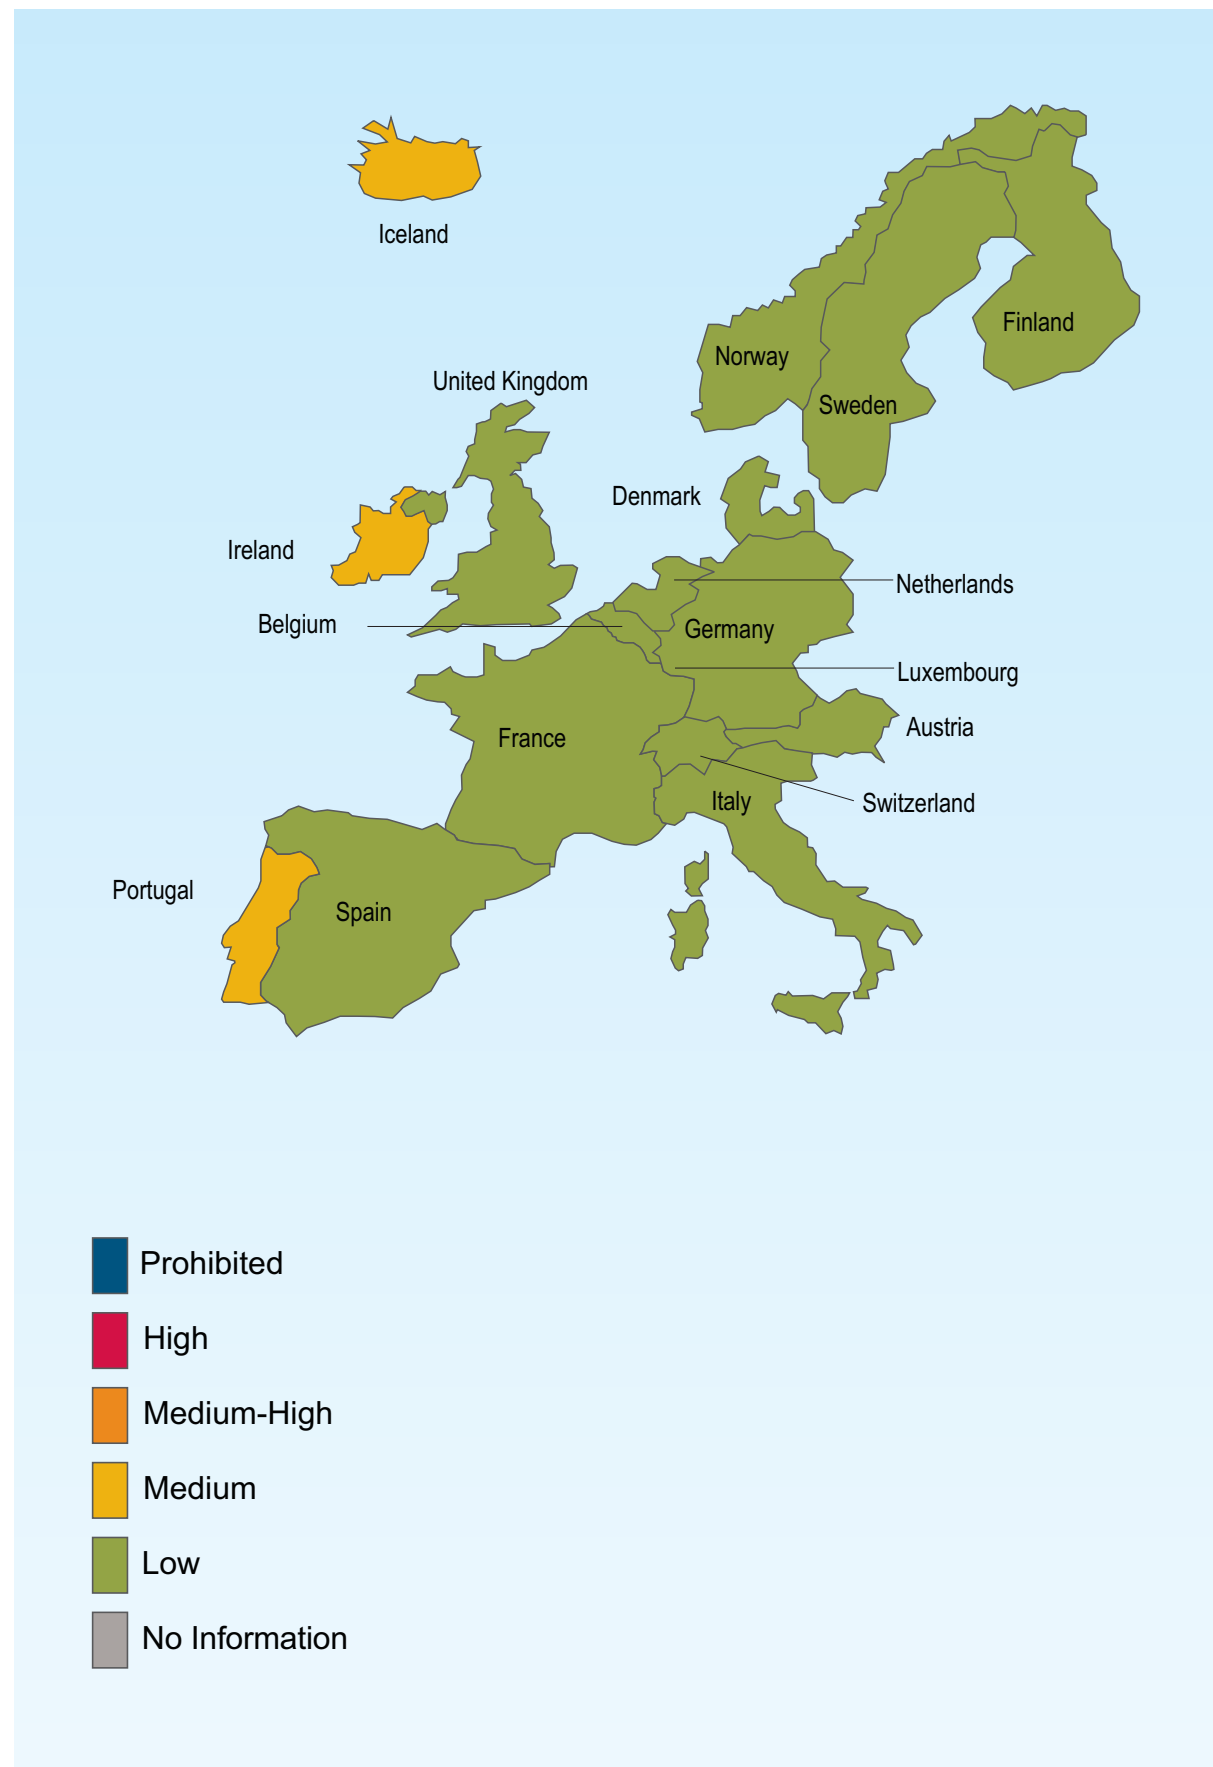 Iceland
Finland
Norway
United Kingdom
Sweden
Denmark
Ireland
Netherlands
Belgium
Germany
Luxembourg
Austria
France
Italy
Switzerland
Portugal
Spain
Prohibited
High
Medium-High
Medium
Low
No Information